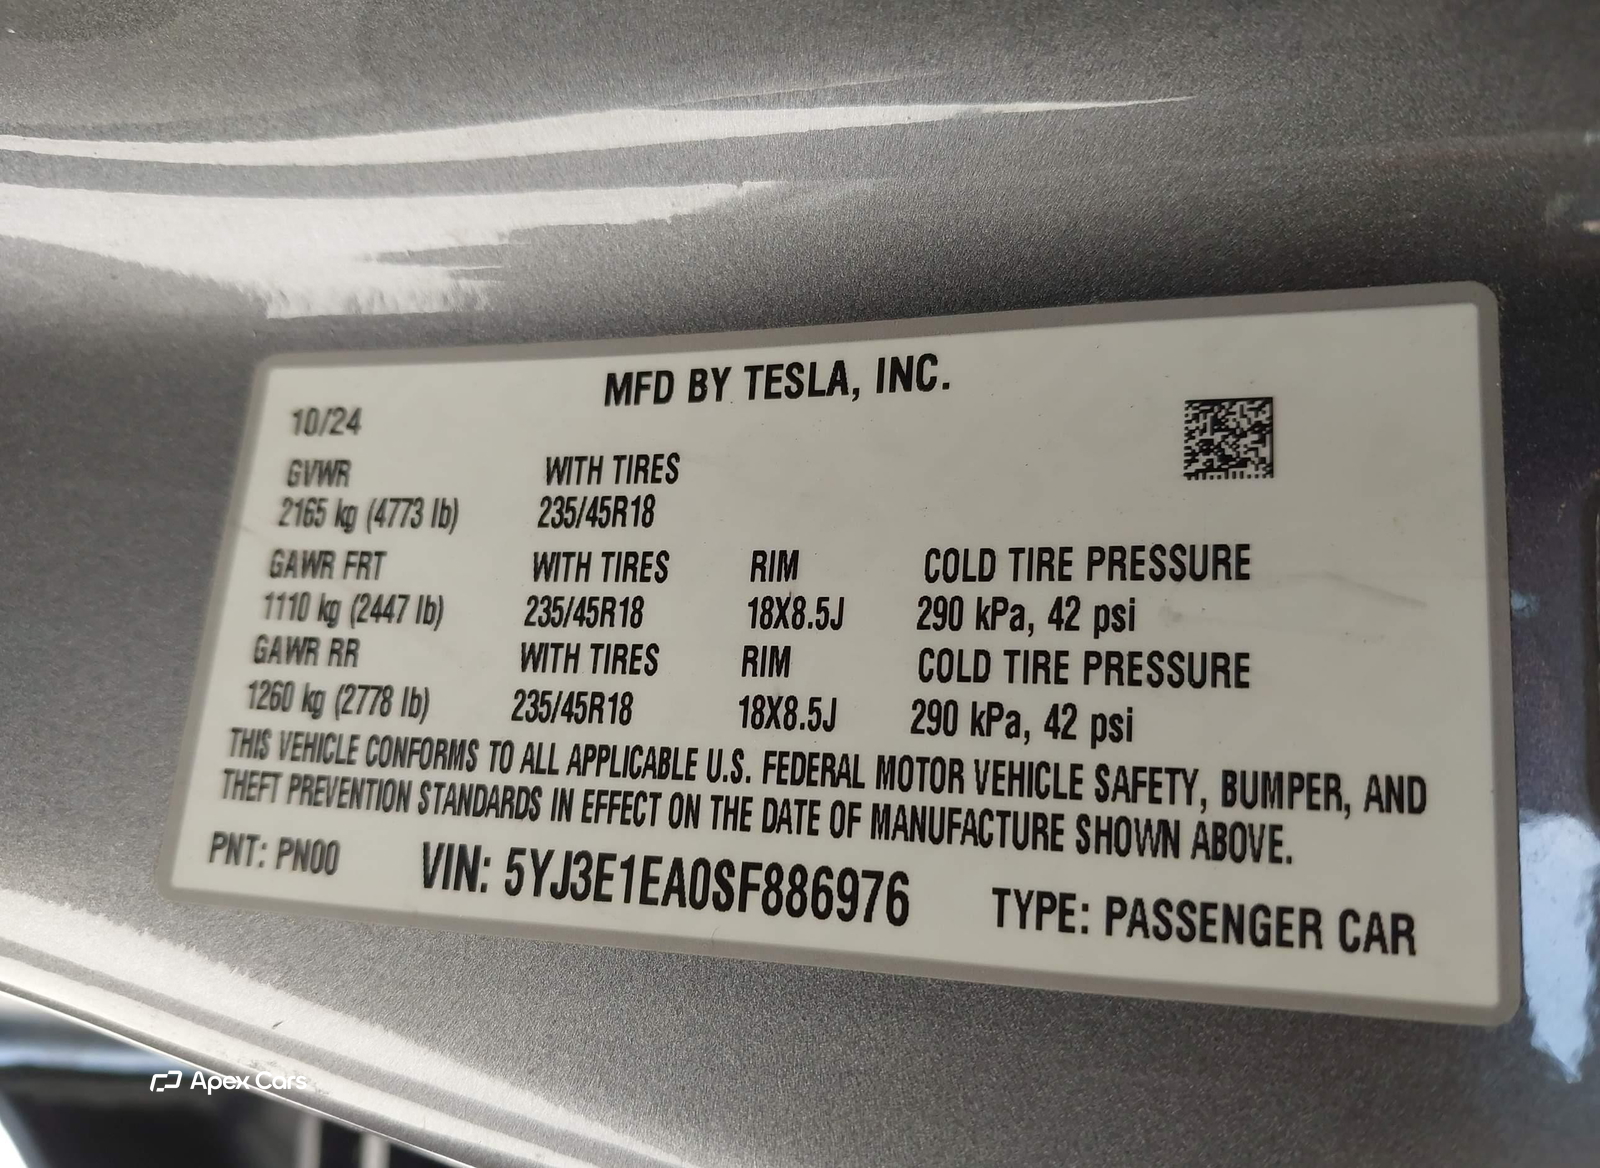 MFD BY TESLA, INC.
10/24
GVWR WITH TIRES
2165 kg (4773 lb) 235/45R18
GAWR FRT WITH TIRES RIM COLD TIRE PRESSURE
1110 kg (2447 lb) 235/45R18 18X8.5J 290 kPa, 42 psi
GAWR RR WITH TIRES RIM COLD TIRE PRESSURE
1260 kg (2778 lb) 235/45R18 18X8.5J 290 kPa, 42 psi
THIS VEHICLE CONFORMS TO ALL APPLICABLE U.S. FEDERAL MOTOR VEHICLE SAFETY, BUMPER, AND
THEFT PREVENTION STANDARDS IN EFFECT ON THE DATE OF MANUFACTURE SHOWN ABOVE.
PNT: PN00 VIN: 5YJ3E1EA0SF886976 TYPE: PASSENGER CAR
Apex Cars